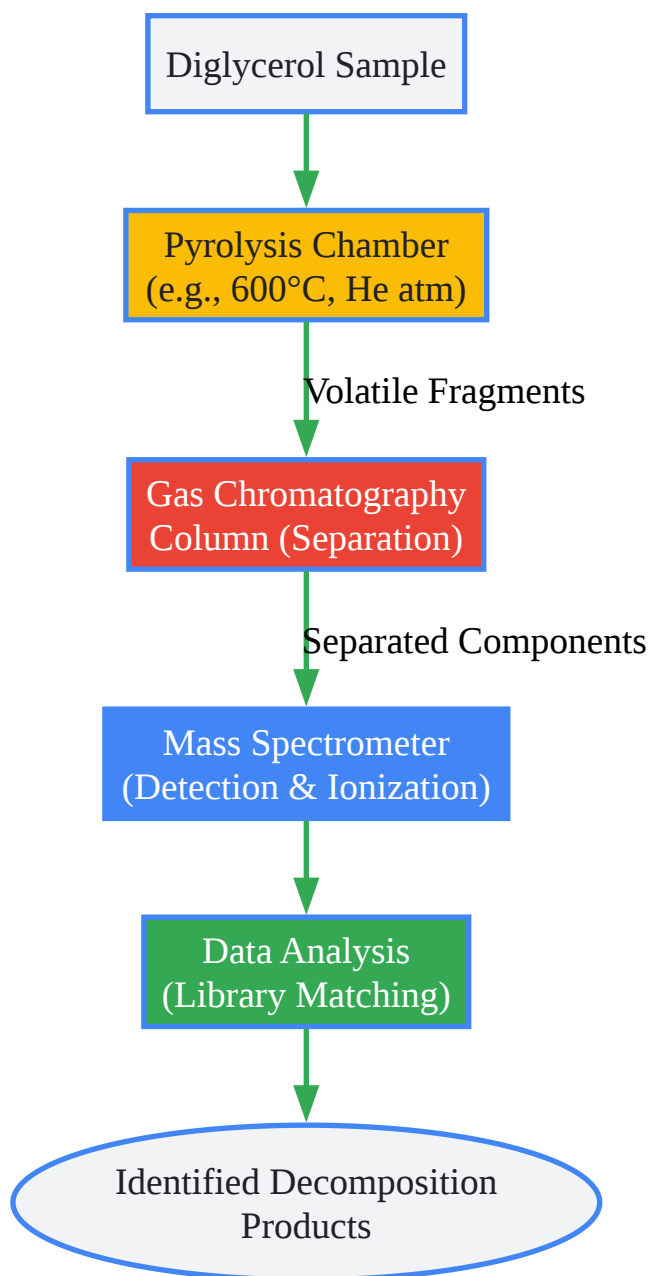 Diglycerol Sample
Pyrolysis Chamber
(e.g., 600°C, He atm)
Volatile Fragments
Gas Chromatography
Column (Separation)
Separated Components
Mass Spectrometer
(Detection & Ionization)
Data Analysis
(Library Matching)
Identified Decomposition
Products